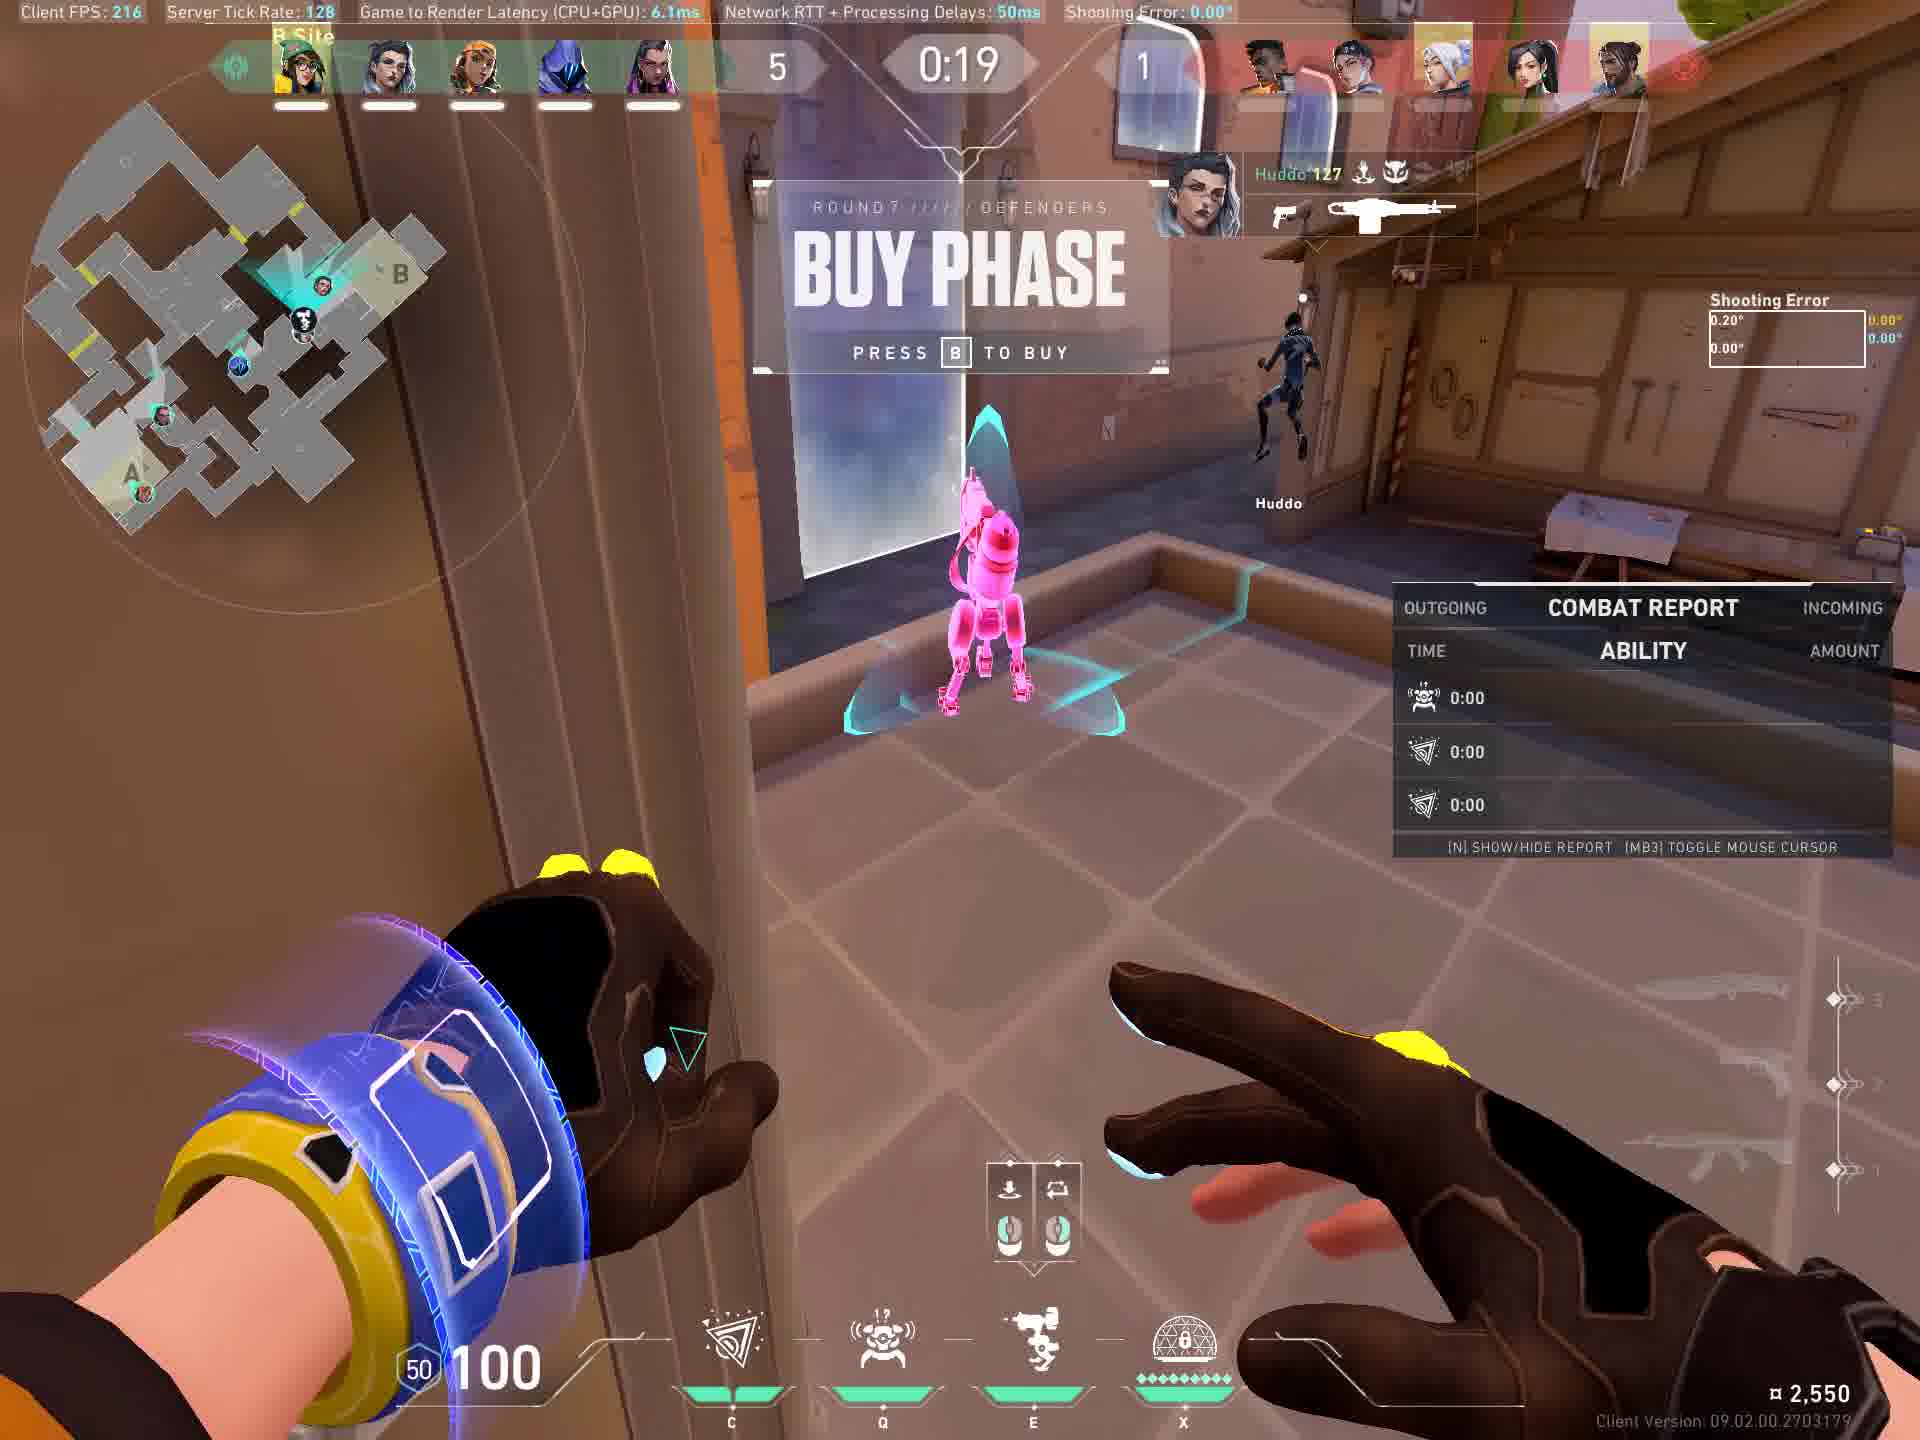 Client FPS: 216
Server Tick Rate: 128
Game to Render Latency (CPU+GPU): 6.1ms
Network RTT + Processing Delays: 50ms
Shooting Error: 0.00°
B Site
5
0:19
1
ROUND 7 ////// DEFENDERS
BUY PHASE
PRESS B TO BUY
Huddo 127
B
A
Huddo
Shooting Error
0.20°
0.00°
0.00°
0.00°
OUTGOING COMBAT REPORT INCOMING
TIME ABILITY AMOUNT
0:00
0:00
0:00
[N] SHOW/HIDE REPORT [MB3] TOGGLE MOUSE CURSOR
3
2
1
50 100
C
Q
E
X
¤ 2,550
Client Version: 09.02.00.2703179